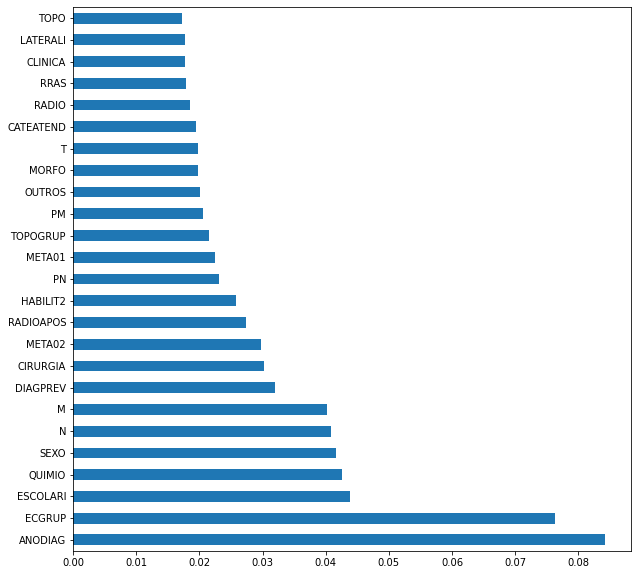 TOPO
LATERALI
CLINICA
RRAS
RADIO
CATEATEND
T
MORFO
OUTROS
PM
TOPOGRUP
META01
PN
HABILIT2
RADIOAPOS
META02
CIRURGIA
DIAGPREV
M
N
SEXO
QUIMIO
ESCOLARI
ECGRUP
ANODIAG
0.00 0.01 0.02 0.03 0.04 0.05 0.06 0.07 0.08